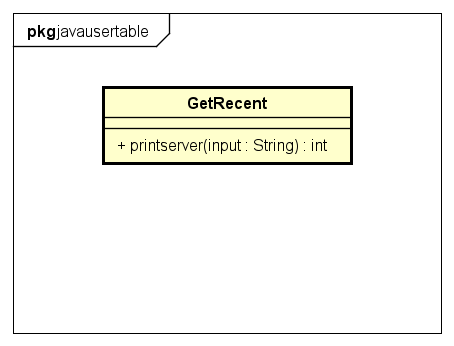 pkgjavausertable
GetRecent
+ printserver(input : String) : int